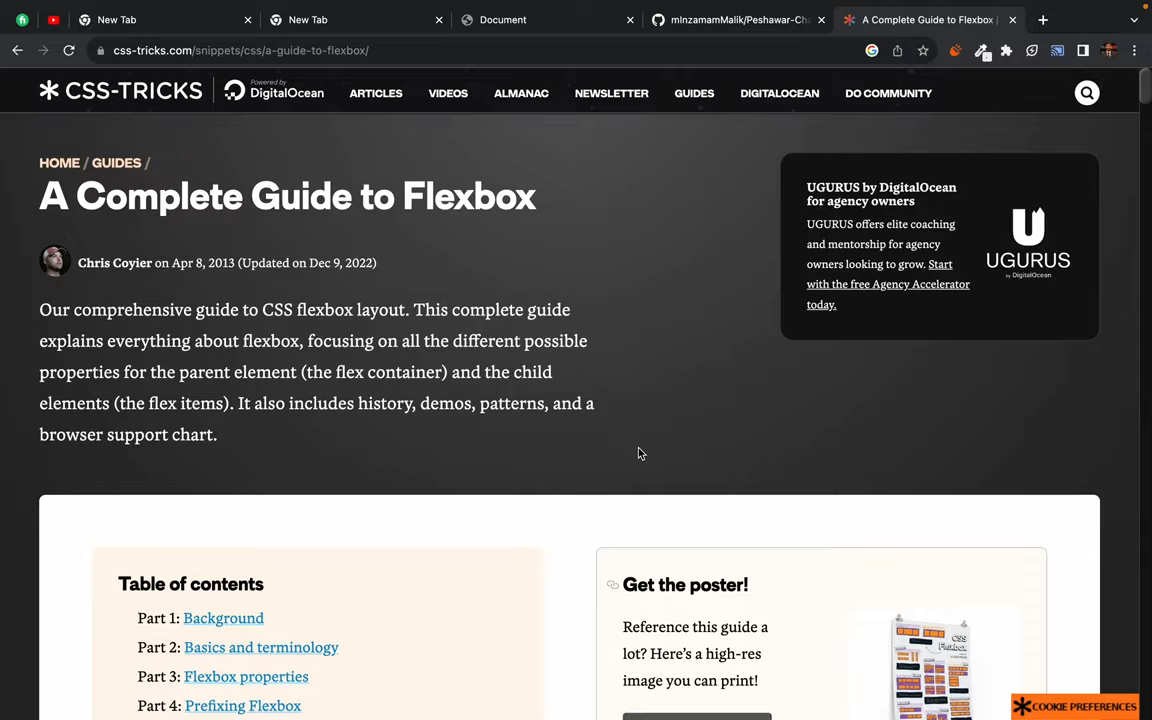 New Tab
New Tab
Document
mInzamamMalik/Peshawar-Ch
A Complete Guide to Flexbox |
css-tricks.com/snippets/css/a-guide-to-flexbox/
CSS-TRICKS
Powered by
DigitalOcean
ARTICLES
VIDEOS
ALMANAC
NEWSLETTER
GUIDES
DIGITALOCEAN
DO COMMUNITY
HOME / GUIDES /
A Complete Guide to Flexbox
Chris Coyier on Apr 8, 2013 (Updated on Dec 9, 2022)
Our comprehensive guide to CSS flexbox layout. This complete guide
explains everything about flexbox, focusing on all the different possible
properties for the parent element (the flex container) and the child
elements (the flex items). It also includes history, demos, patterns, and a
browser support chart.
UGURUS by DigitalOcean
for agency owners
UGURUS offers elite coaching
and mentorship for agency
owners looking to grow. Start
with the free Agency Accelerator
today.
UGURUS
by DigitalOcean
Table of contents
Part 1: Background
Part 2: Basics and terminology
Part 3: Flexbox properties
Part 4: Prefixing Flexbox
Get the poster!
Reference this guide a
lot? Here's a high-res
image you can print!
CSS
Flexbox
COOKIE PREFERENCES